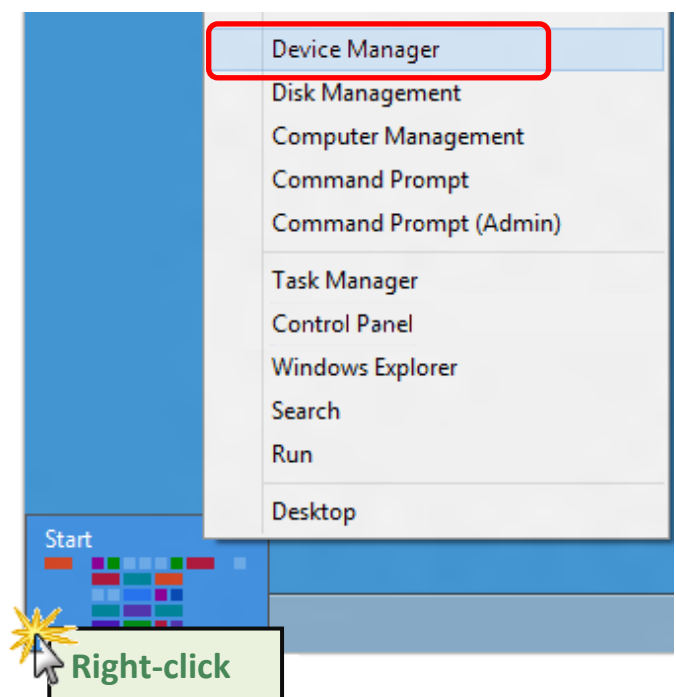 Device Manager
Disk Management
Computer Management
Command Prompt
Command Prompt (Admin)
Task Manager
Control Panel
Windows Explorer
Search
Run
Desktop
Start
Right-click